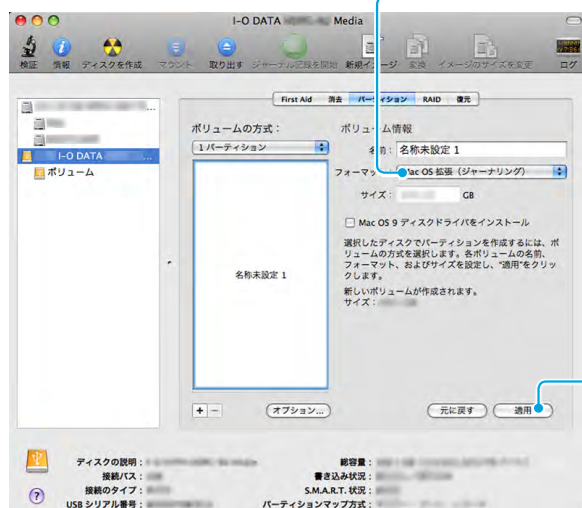 I-O DATA Media
検証 情報 ディスクを作成 マウント 取り出す ジャーナル記録を開始 新規イメージ 変換 イメージのサイズを変更 ログ
First Aid 消去 パーティション RAID 復元
ボリュームの方式：
ボリューム情報
1 パーティション
名前：名称未設定 1
I-O DATA ...
フォーマット：Mac OS 拡張（ジャーナリング）
ボリューム
サイズ： GB
Mac OS 9 ディスクドライバをインストール
選択したディスクでパーティションを作成するには、ボ
リュームの方式を選択します。各ボリュームの名前、
フォーマット、およびサイズを設定し、“適用”をクリッ
クします。
名称未設定 1
新しいボリュームが作成されます。
サイズ：
+ − オプション... 元に戻す 適用
ディスクの説明： 総容量：
接続バス： 書き込み状況：
接続のタイプ： S.M.A.R.T. 状況：
? USB シリアル番号： パーティションマップ方式：